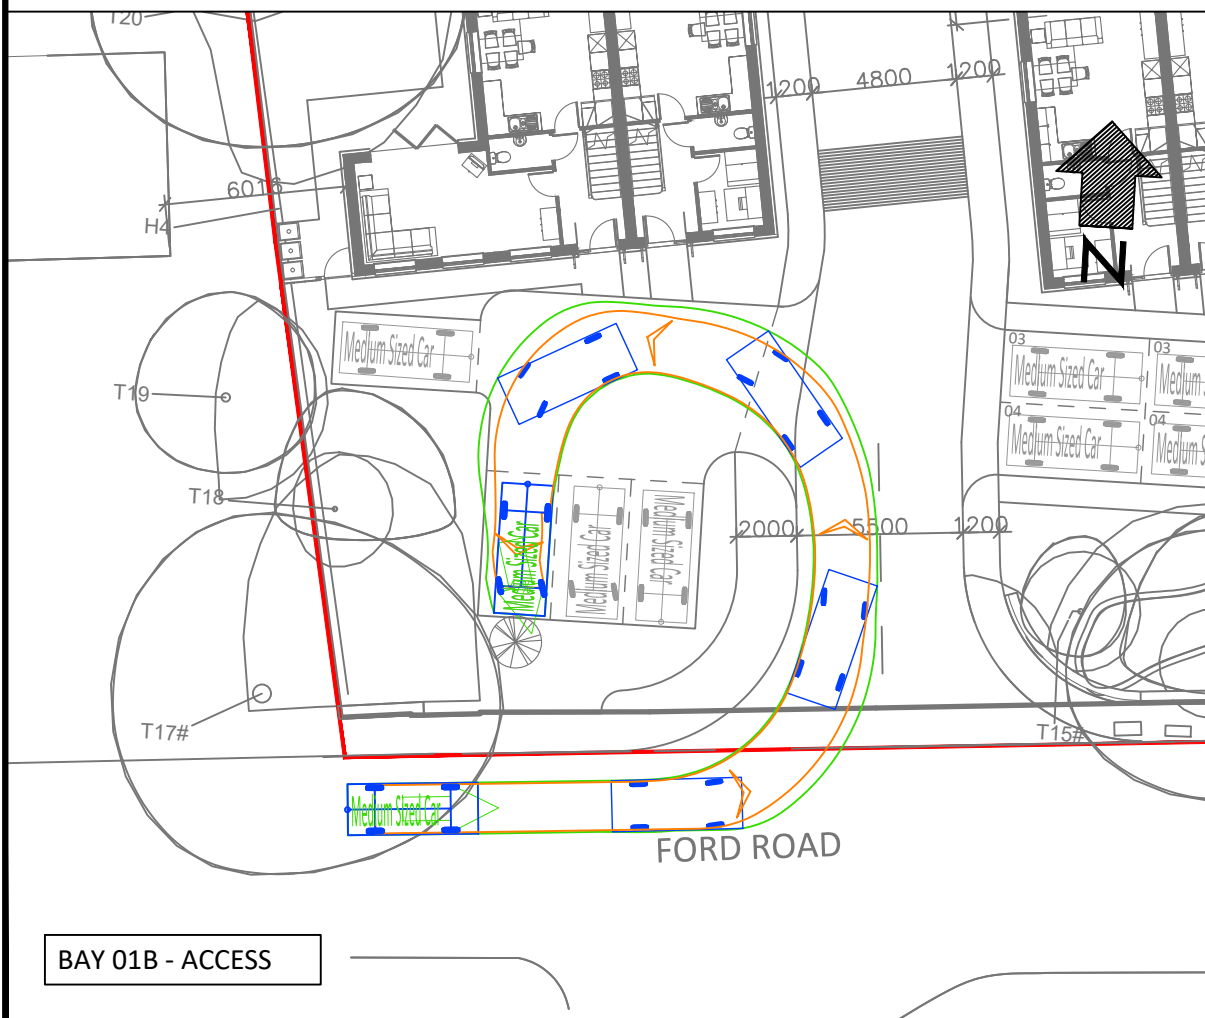 T20
1200
4800
1200
6016
H4
N
Medium Sized Car
03
03
Medium Sized Car
Medium S
04
04
Medium Sized Car
Medium S
T19
T18
Medium Sized Car
Medium Sized Car
Medium Sized Car
2000
5500
1200
T17#
T15#
Medium Sized Car
FORD ROAD
BAY 01B - ACCESS